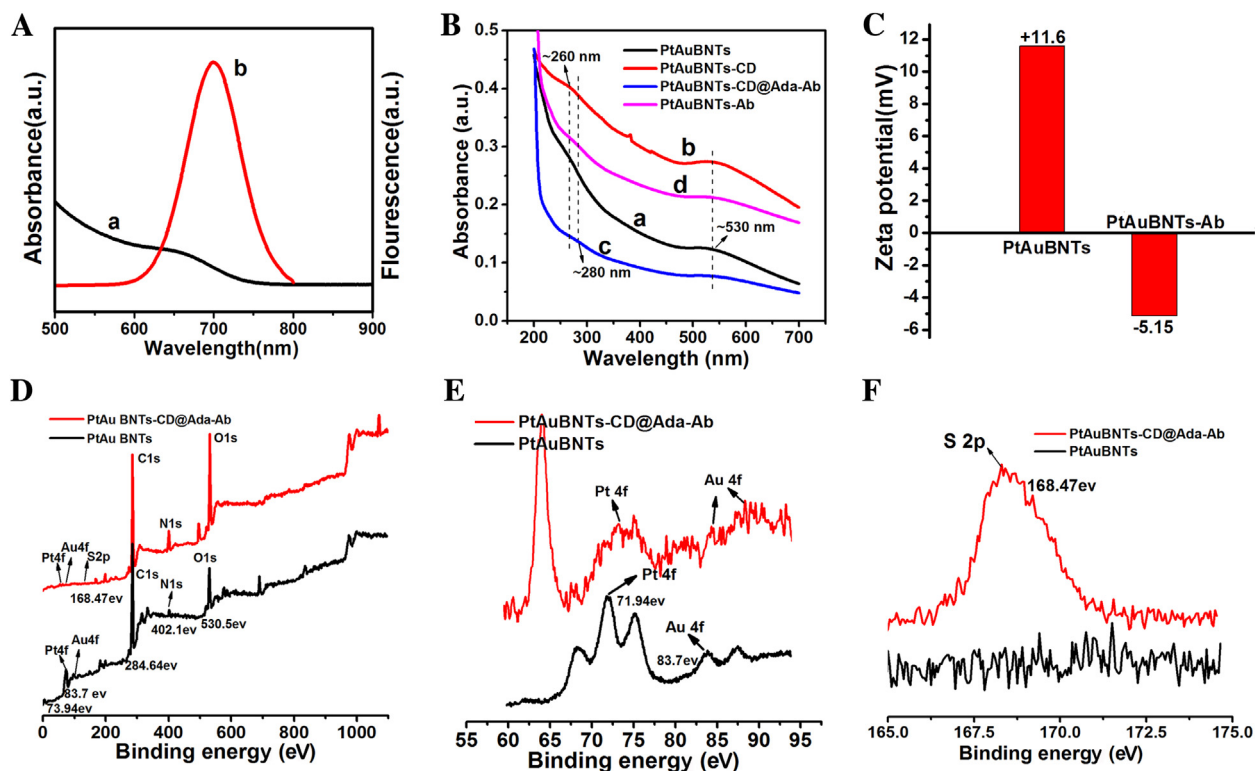 A
Absorbance(a.u.)
a
b
Flourescence(a.u.)
500 600 700 800 900
Wavelength(nm)
B
Absorbance (a.u.)
0.5
0.4
0.3
0.2
0.1
0.0
PtAuBNTs
PtAuBNTs-CD
PtAuBNTs-CD@Ada-Ab
PtAuBNTs-Ab
~260 nm
b
d
a
~530 nm
c
~280 nm
200 300 400 500 600 700
Wavelength (nm)
C
Zeta potential(mV)
12
10
8
6
4
2
0
-2
-4
-6
+11.6
PtAuBNTs-Ab
PtAuBNTs
-5.15
D
PtAu BNTs-CD@Ada-Ab
PtAu BNTs
C1s
O1s
N1s
Au4f
Pt4f
S2p
168.47ev
C1s
O1s
N1s
402.1ev
530.5ev
Pt4f
Au4f
284.64ev
83.7 ev
73.94ev
0 200 400 600 800 1000
Binding energy (eV)
E
PtAuBNTs-CD@Ada-Ab
PtAuBNTs
Pt 4f
Au 4f
Pt 4f
71.94ev
Au 4f
83.7ev
55 60 65 70 75 80 85 90 95
Binding energy (eV)
F
PtAuBNTs-CD@Ada-Ab
PtAuBNTs
S 2p
168.47ev
165.0 167.5 170.0 172.5 175.0
Binding energy (eV)